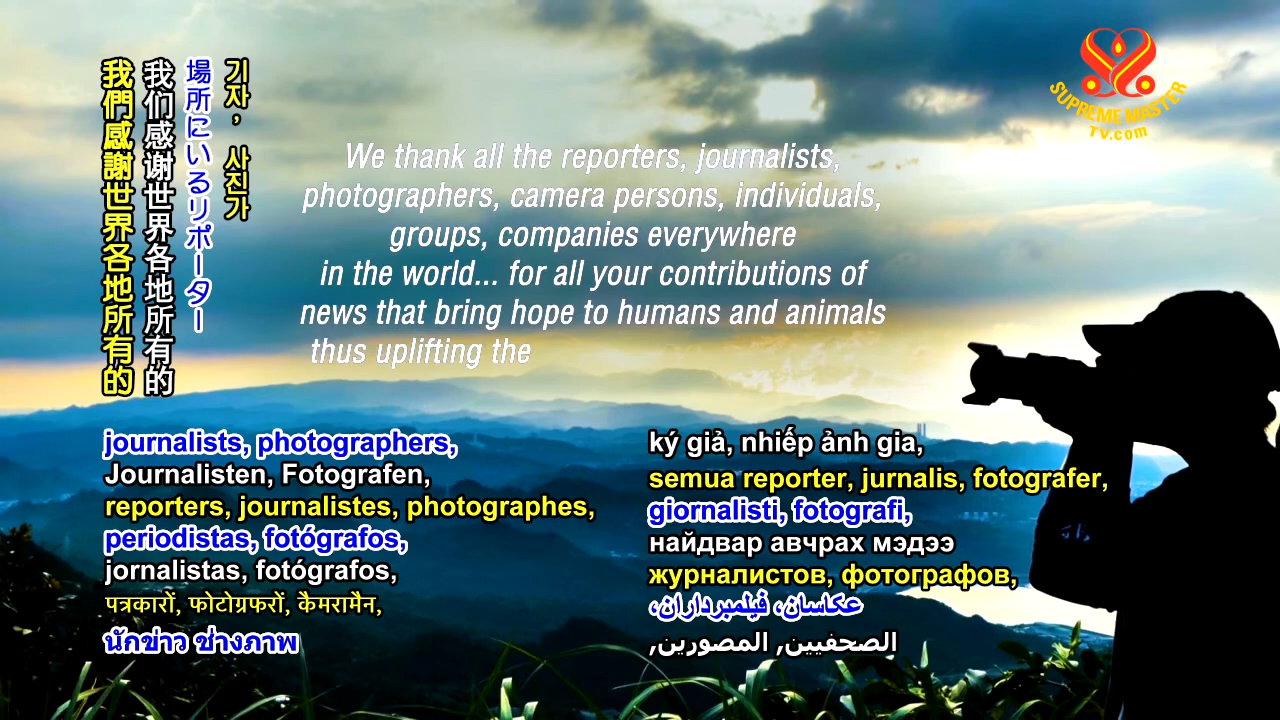 我們感謝世界各地所有的
我们感谢世界各地所有的
場所にいるリポーター
기자, 사진가
SUPREME MASTER
TV.com
We thank all the reporters, journalists,
photographers, camera persons, individuals,
groups, companies everywhere
in the world... for all your contributions of
news that bring hope to humans and animals
thus uplifting the
journalists, photographers,
Journalisten, Fotografen,
reporters, journalistes, photographes,
periodistas, fotógrafos,
jornalistas, fotógrafos,
पत्रकारों, फोटोग्रफरों, कैमरामैन,
นักข่าว ช่างภาพ
ký giả, nhiếp ảnh gia,
semua reporter, jurnalis, fotografer,
giornalisti, fotografi,
найдвар авчрах мэдээ
журналистов, фотографов,
عکاسان، فیلمبرداران،
الصحفيين, المصورين,